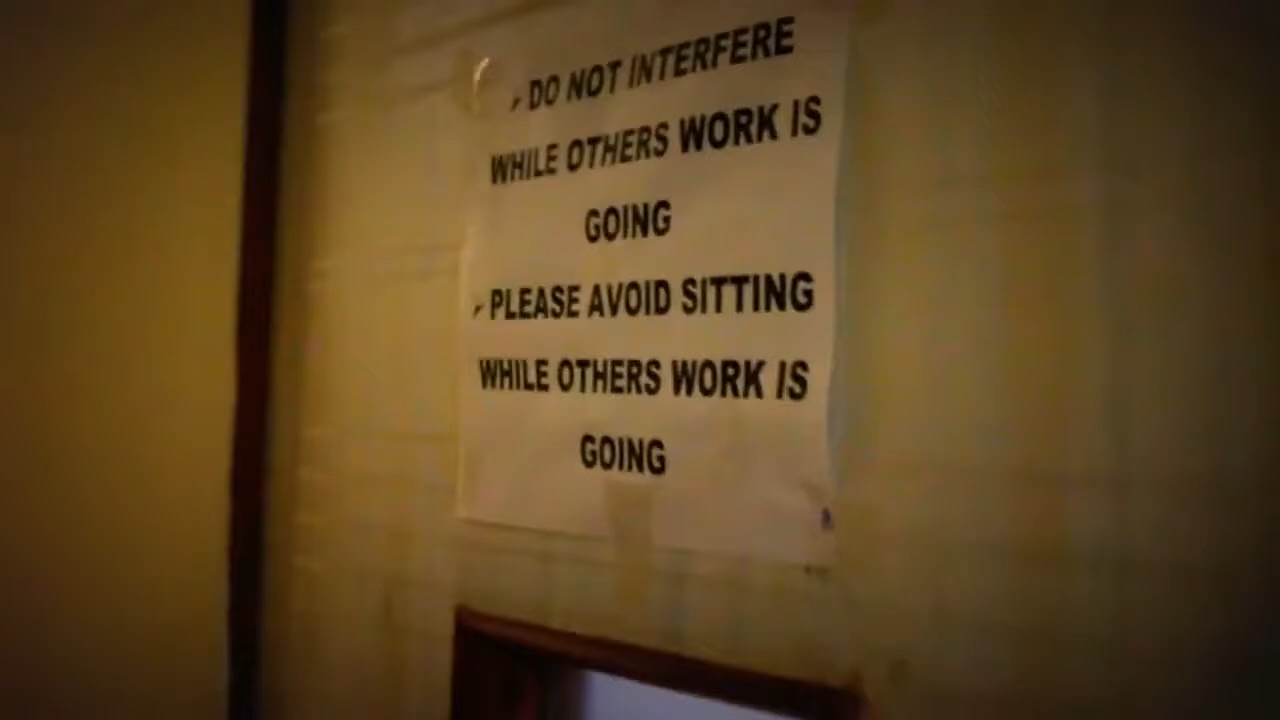 ➢ DO NOT INTERFERE
WHILE OTHERS WORK IS
GOING
➢ PLEASE AVOID SITTING
WHILE OTHERS WORK IS
GOING